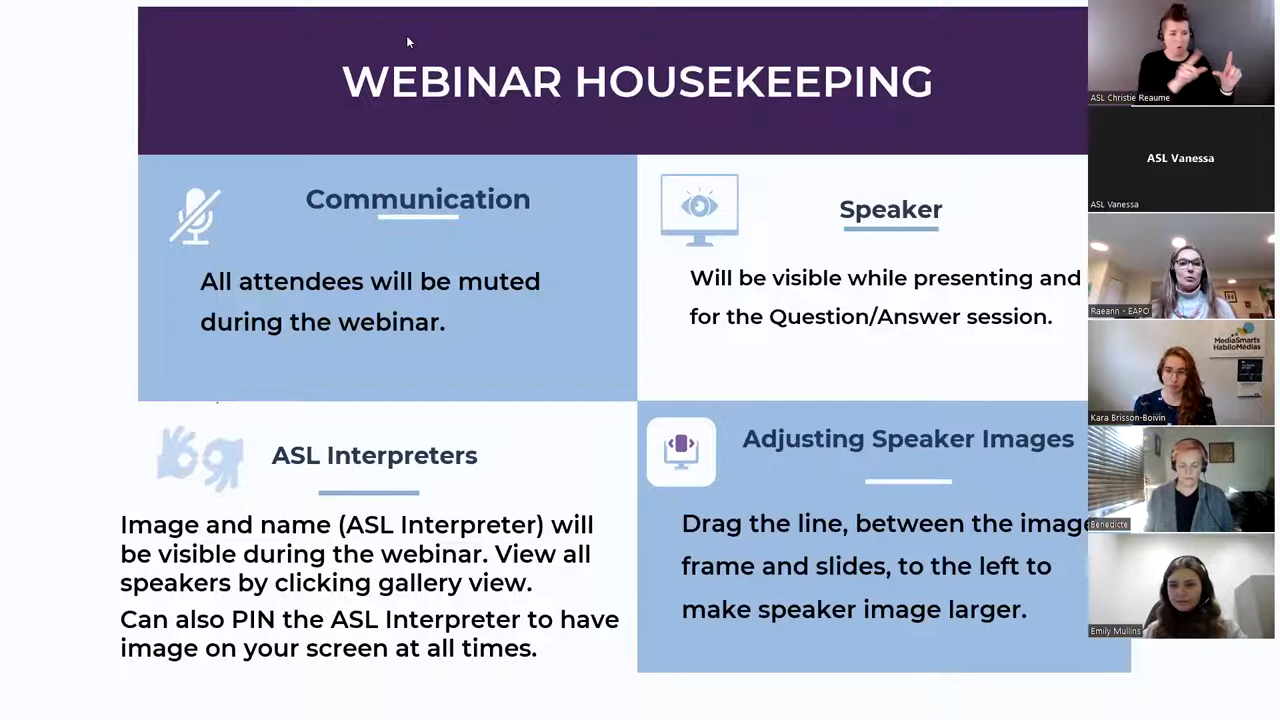 WEBINAR HOUSEKEEPING
Communication
All attendees will be muted
during the webinar.
Speaker
Will be visible while presenting and
for the Question/Answer session.
ASL Interpreters
Image and name (ASL Interpreter) will
be visible during the webinar. View all
speakers by clicking gallery view.
Can also PIN the ASL Interpreter to have
image on your screen at all times.
Adjusting Speaker Images
Drag the line, between the image
frame and slides, to the left to
make speaker image larger.
ASL Christie Reaume
ASL Vanessa
ASL Vanessa
Raeann - EAPO
MediaSmarts
HabiloMédias
Kara Brisson-Boivin
Benedicte
Emily Mullins